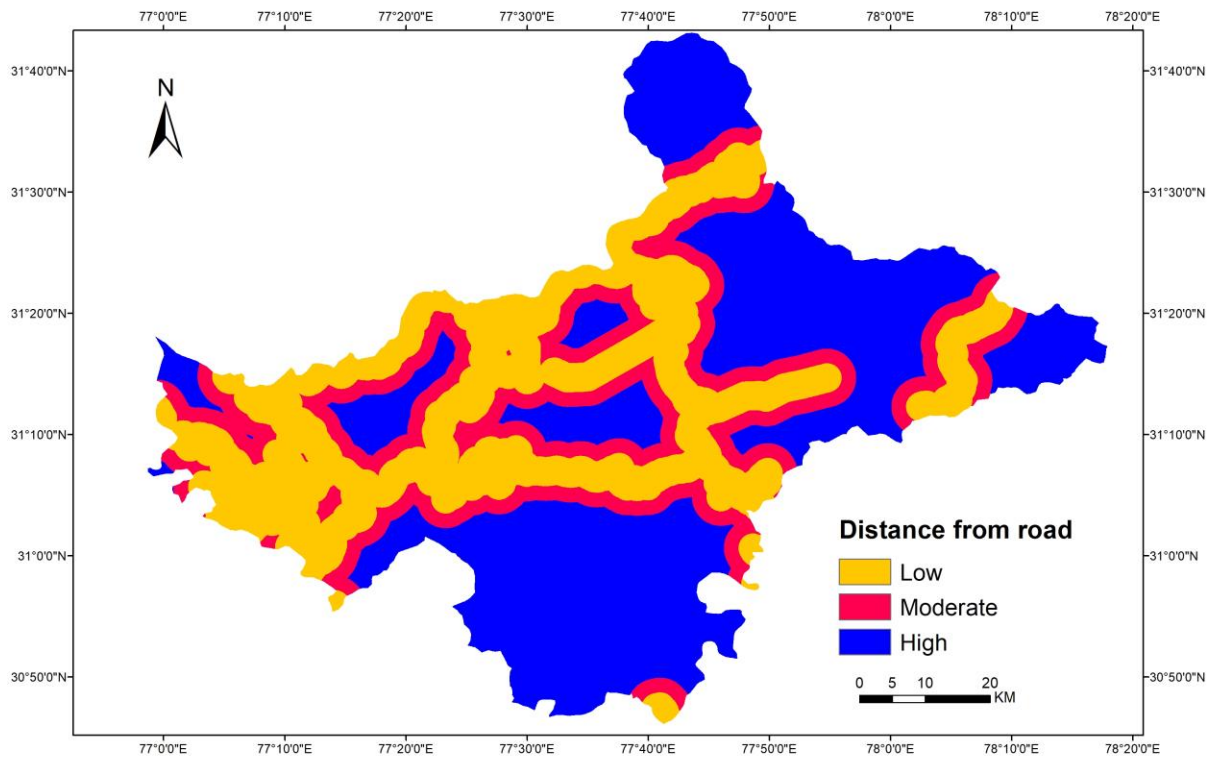 77°0'0"E 77°10'0"E 77°20'0"E 77°30'0"E 77°40'0"E 77°50'0"E 78°0'0"E 78°10'0"E 78°20'0"E
31°40'0"N 31°40'0"N
N
31°30'0"N 31°30'0"N
31°20'0"N 31°20'0"N
31°10'0"N 31°10'0"N
Distance from road
31°0'0"N 31°0'0"N
Low
Moderate
High
30°50'0"N 30°50'0"N
0 5 10 20
KM
77°0'0"E 77°10'0"E 77°20'0"E 77°30'0"E 77°40'0"E 77°50'0"E 78°0'0"E 78°10'0"E 78°20'0"E